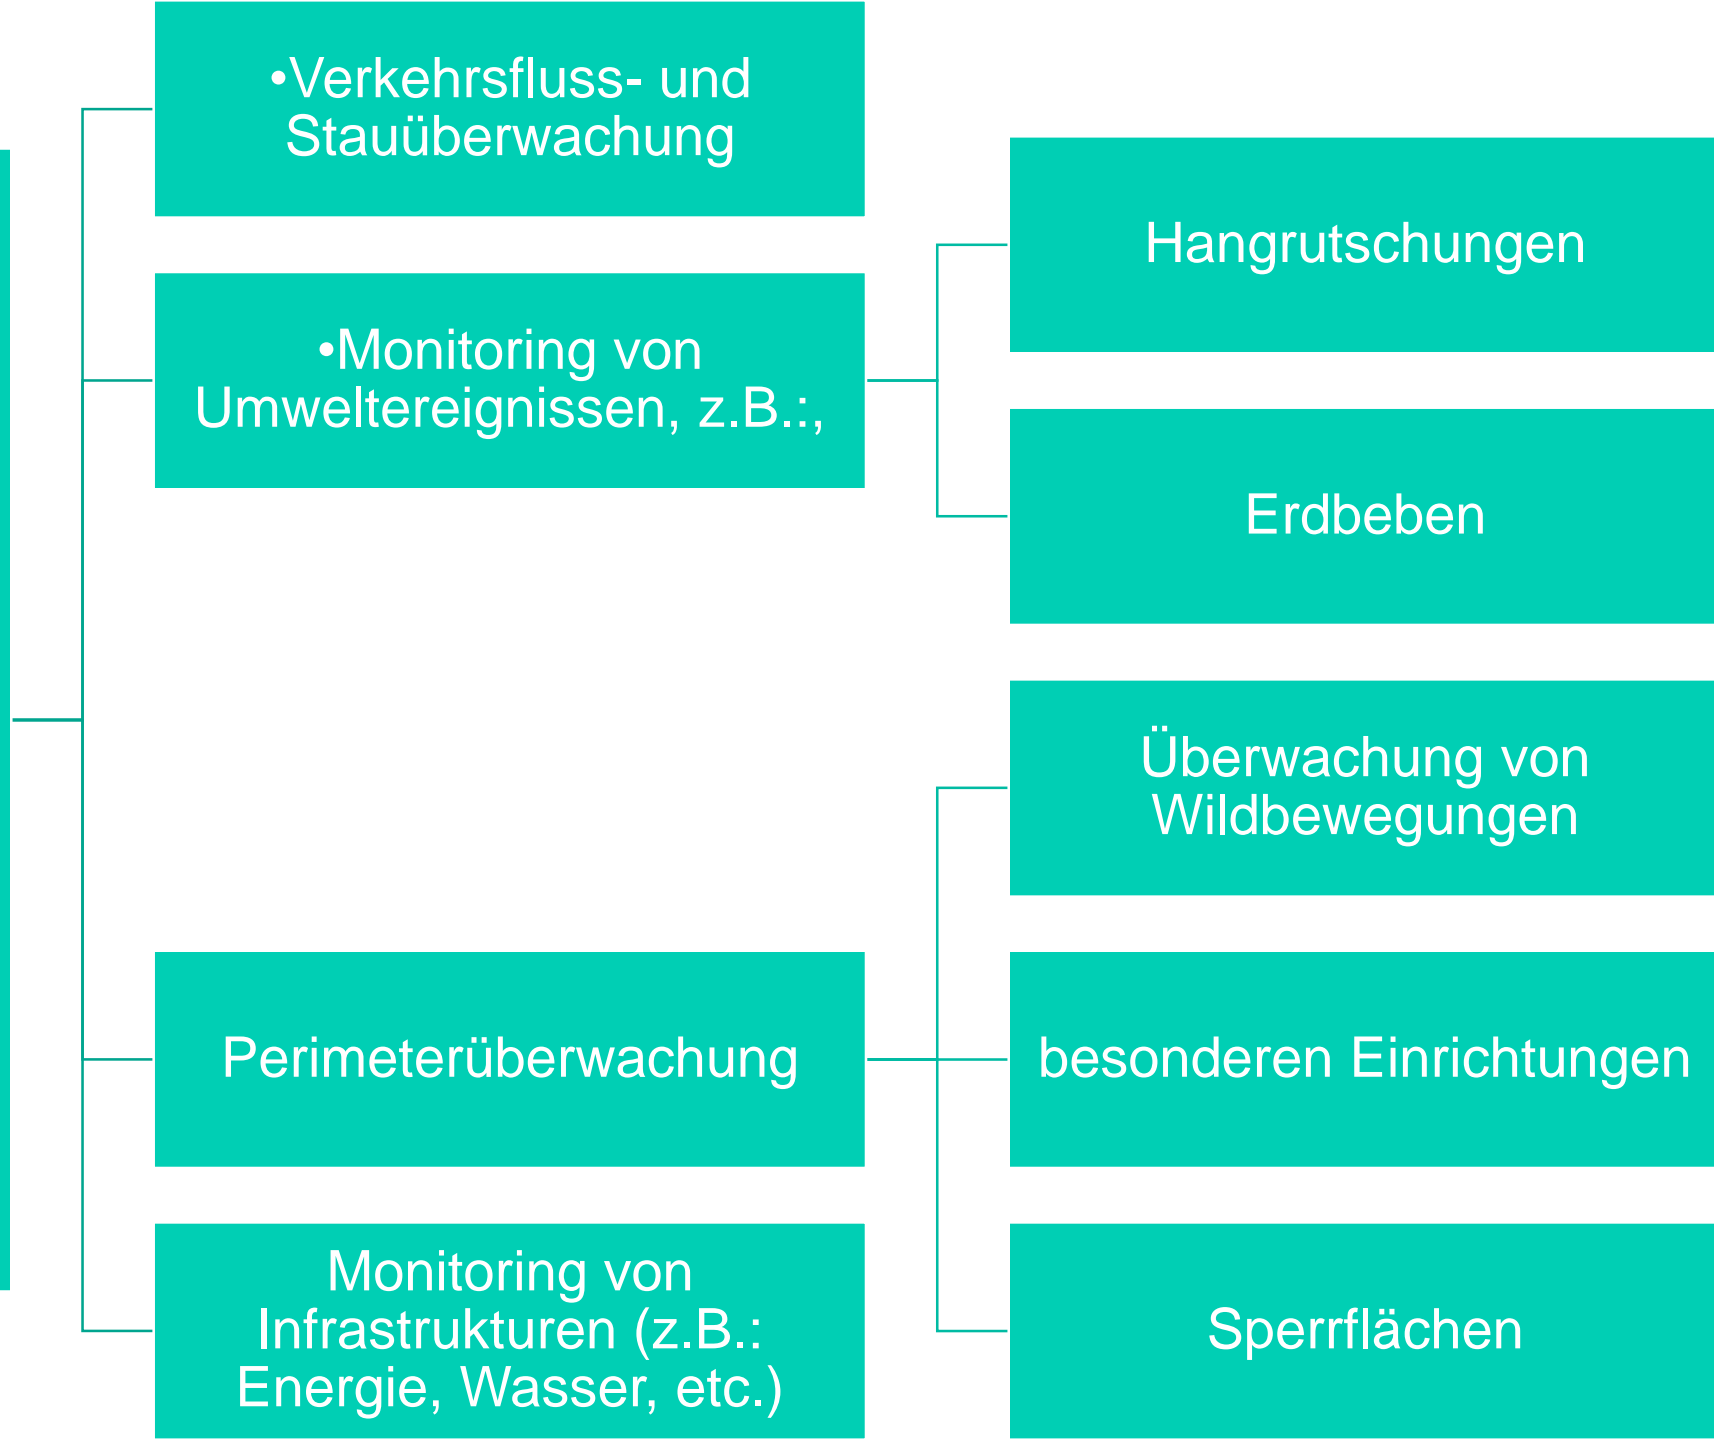 •Verkehrsfluss- und
Stauüberwachung
•Monitoring von
Umweltereignissen, z.B.:,
Hangrutschungen
Erdbeben
Perimeterüberwachung
Überwachung von
Wildbewegungen
besonderen Einrichtungen
Sperrflächen
Monitoring von
Infrastrukturen (z.B.:
Energie, Wasser, etc.)